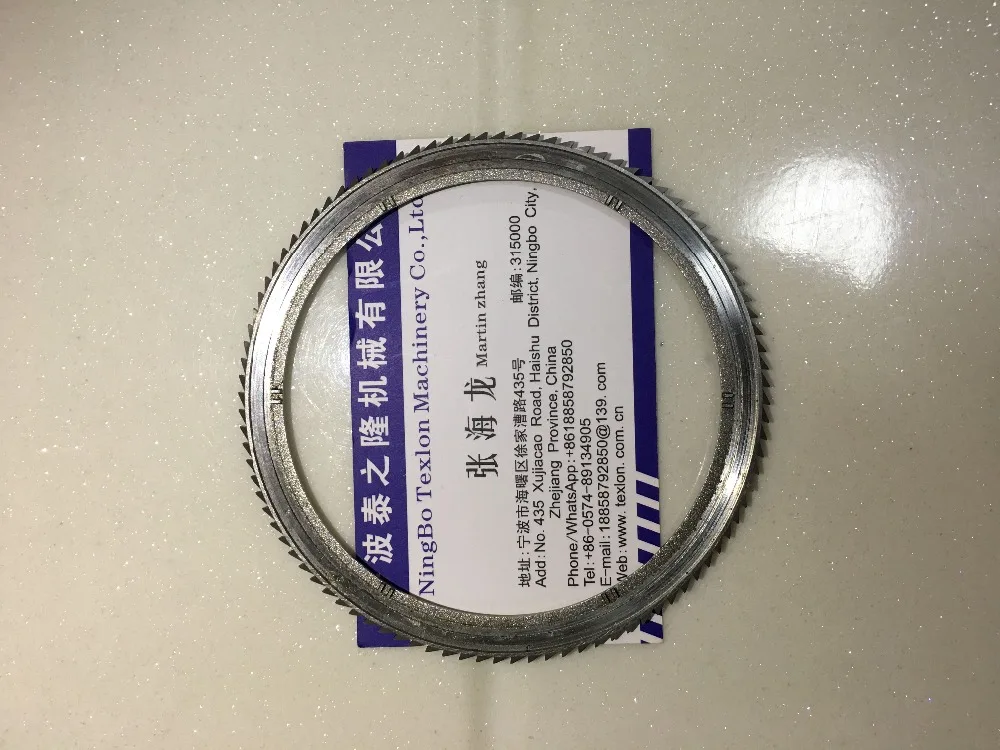 波泰之隆机械有限公
NingBo Texlon Machinery Co.,Ltd
张海龙 Martin zhang
地址:宁波市海曙区徐家漕路435号 邮编:315000
Add:No. 435 Xujiacao Road, Haishu District, Ningbo City,
Zhejiang Province, China
Phone/WhatsApp:+8618858792850
Tel:+86-0574-89134905
E-mail:18858792850@139.com
Web:www.texlon.com.cn